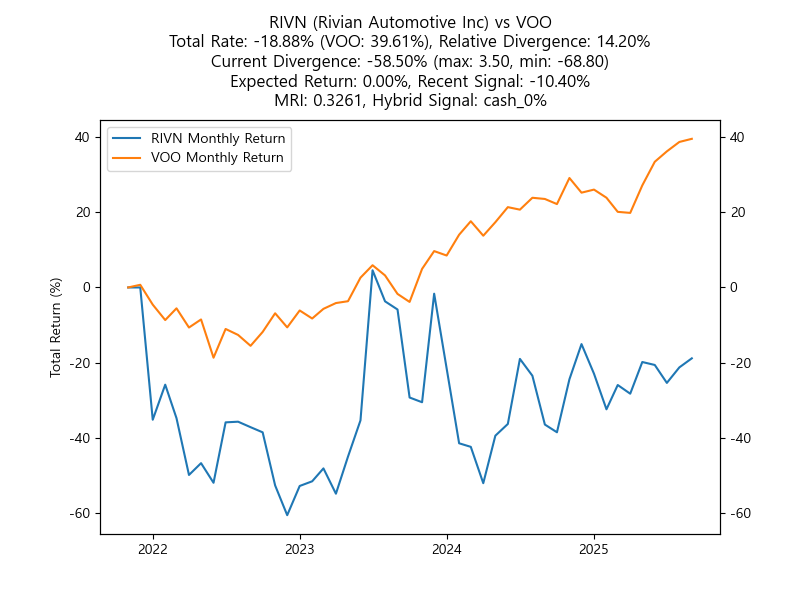 RIVN (Rivian Automotive Inc) vs VOO
Total Rate: -18.88% (VOO: 39.61%), Relative Divergence: 14.20%
Current Divergence: -58.50% (max: 3.50, min: -68.80)
Expected Return: 0.00%, Recent Signal: -10.40%
MRI: 0.3261, Hybrid Signal: cash_0%
RIVN Monthly Return
VOO Monthly Return
Total Return (%)
40
20
0
-20
-40
-60
40
20
0
-20
-40
-60
2022
2023
2024
2025